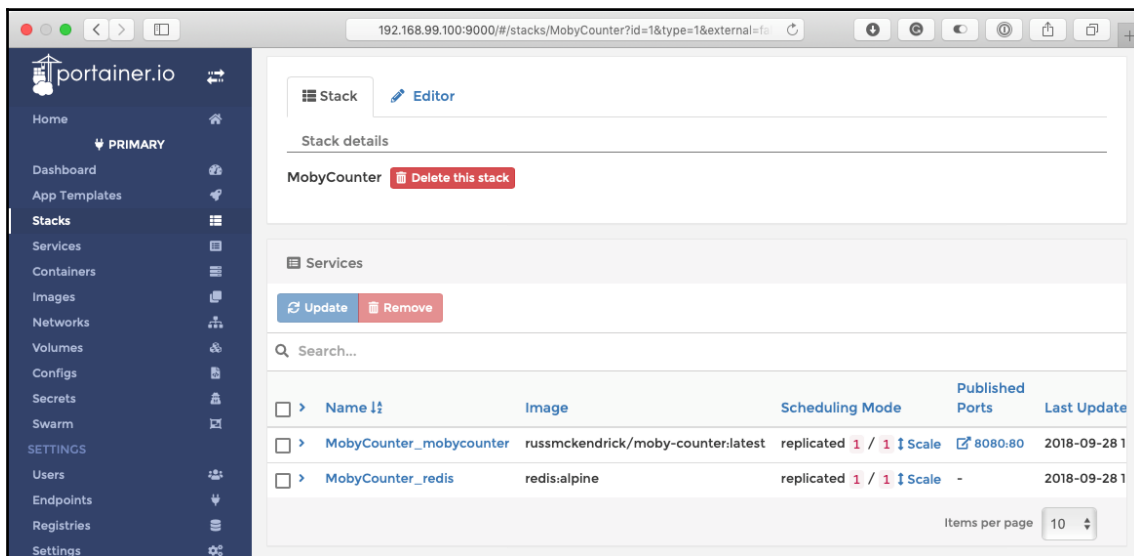 192.168.99.100:9000/#/stacks/MobyCounter?id=1&type=1&external=fa
portainer.io
Home
PRIMARY
Dashboard
App Templates
Stacks
Services
Containers
Images
Networks
Volumes
Configs
Secrets
Swarm
SETTINGS
Users
Endpoints
Registries
Settings
Stack Editor
Stack details
MobyCounter Delete this stack
Services
Update Remove
Search...
Name Image Scheduling Mode Published Ports Last Update
MobyCounter_mobycounter russmckendrick/moby-counter:latest replicated 1 / 1 Scale 8080:80 2018-09-28 1
MobyCounter_redis redis:alpine replicated 1 / 1 Scale - 2018-09-28 1
Items per page 10